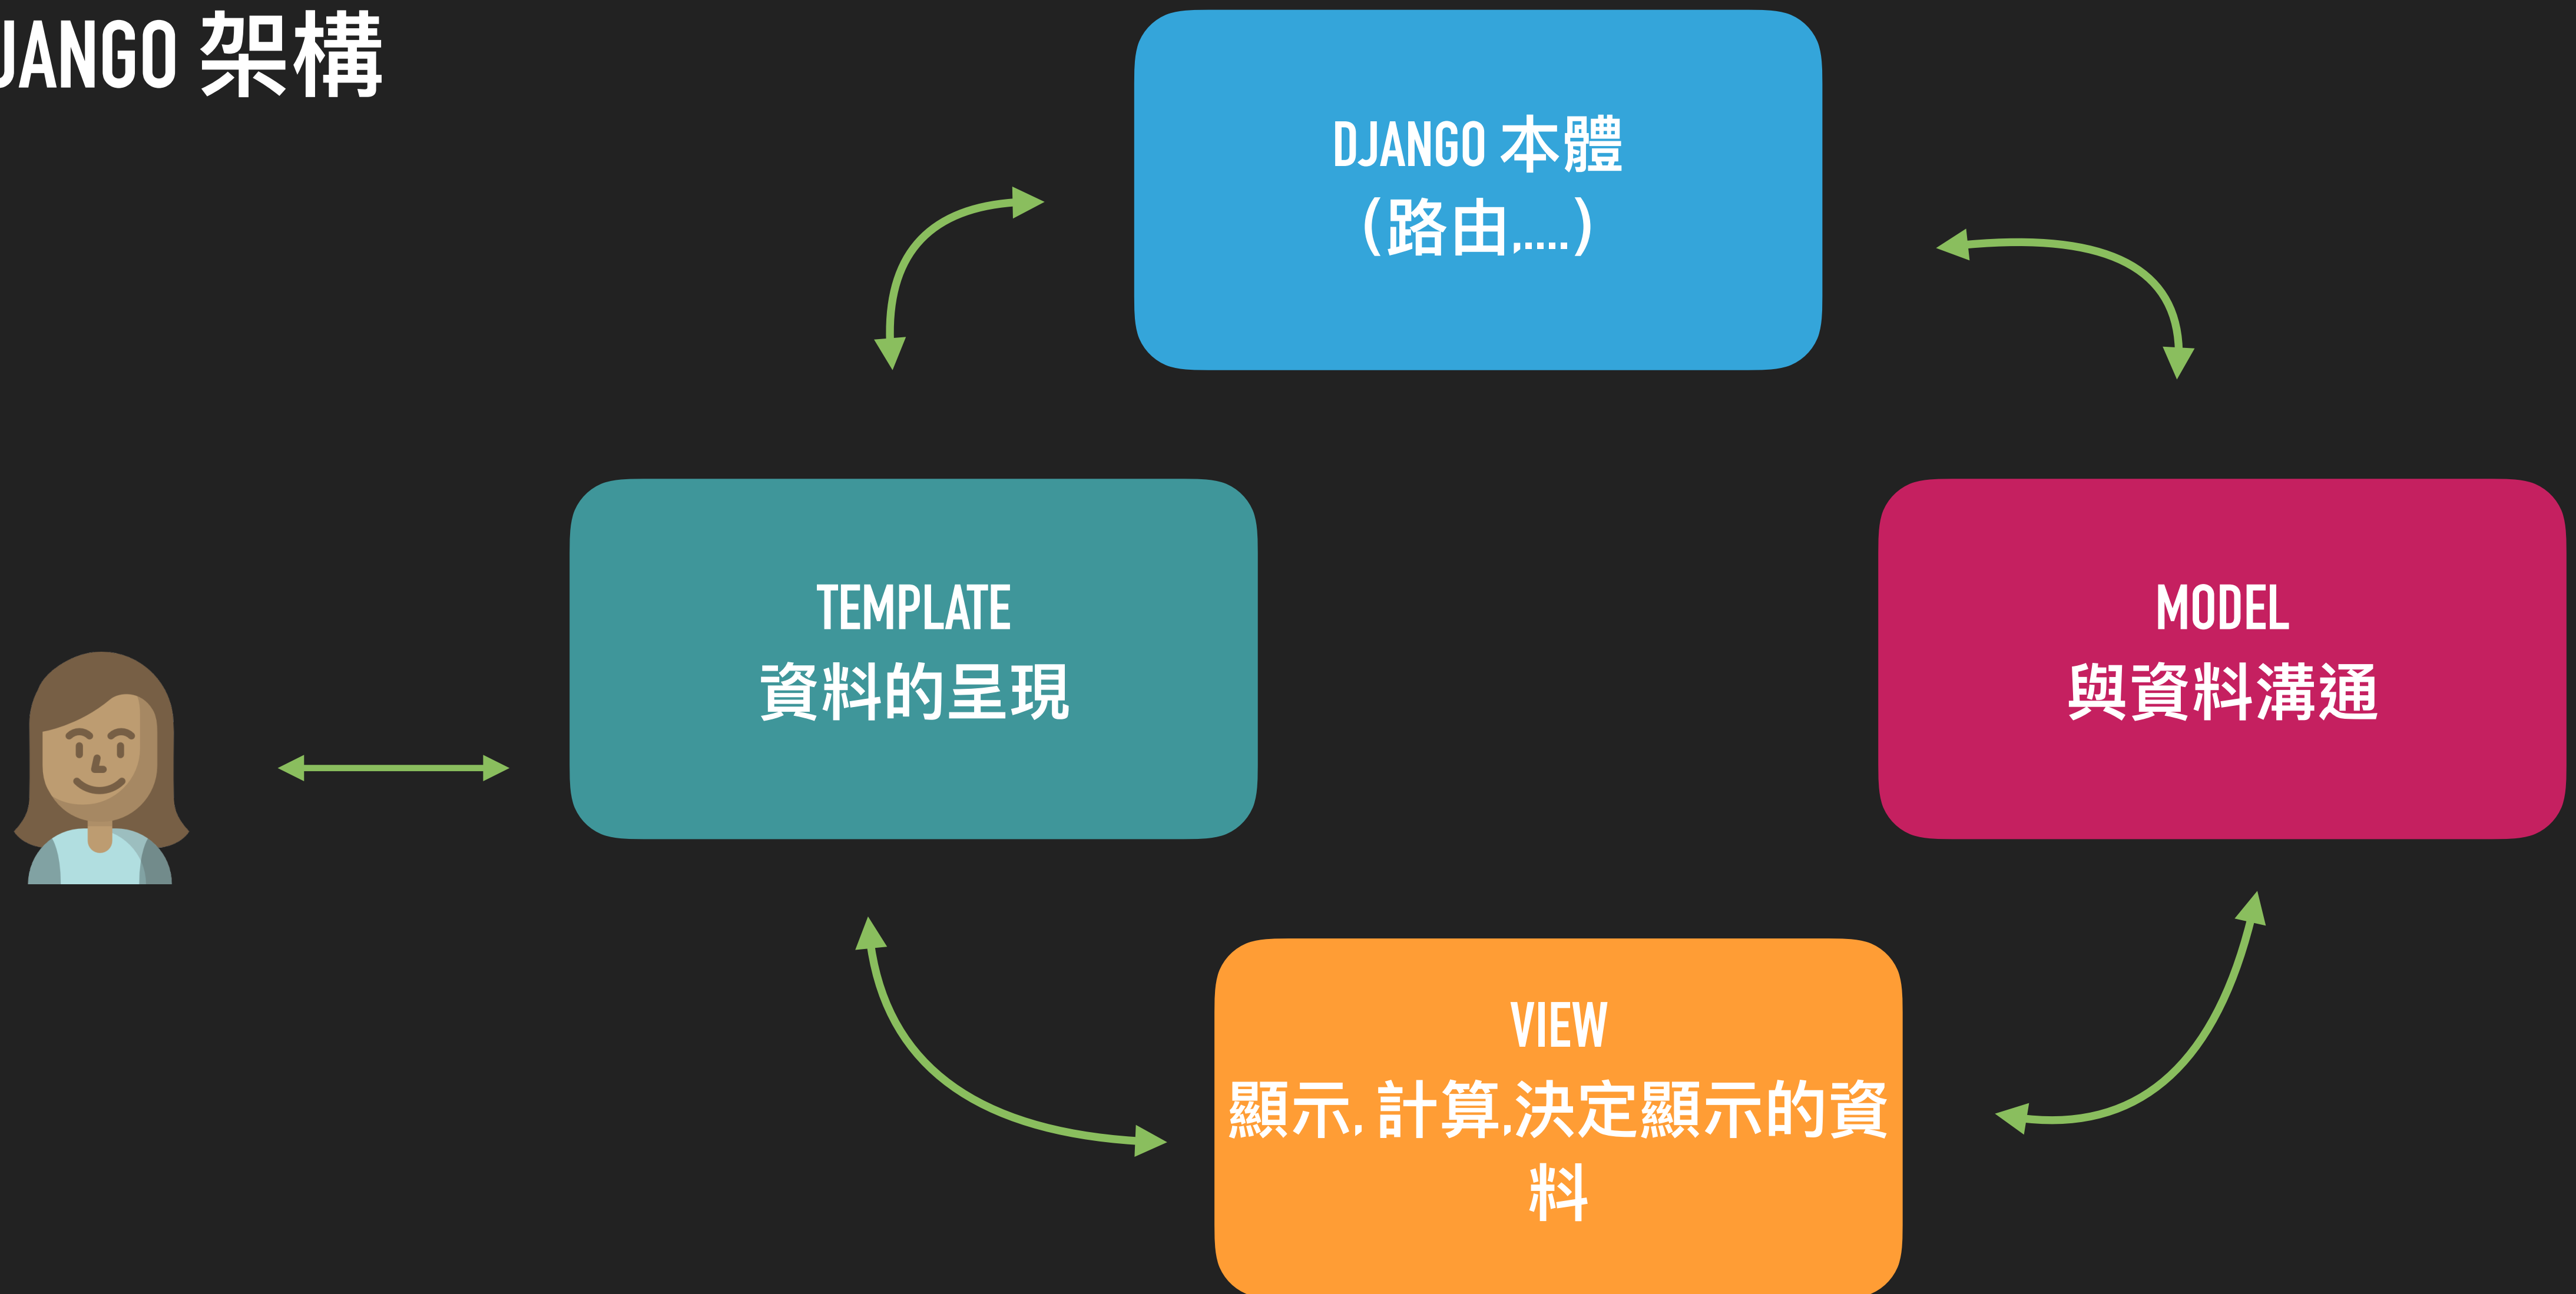 JANGO 架構
DJANGO 本體
(路由,....)
TEMPLATE
資料的呈現
MODEL
與資料溝通
VIEW
顯示, 計算,決定顯示的資
料